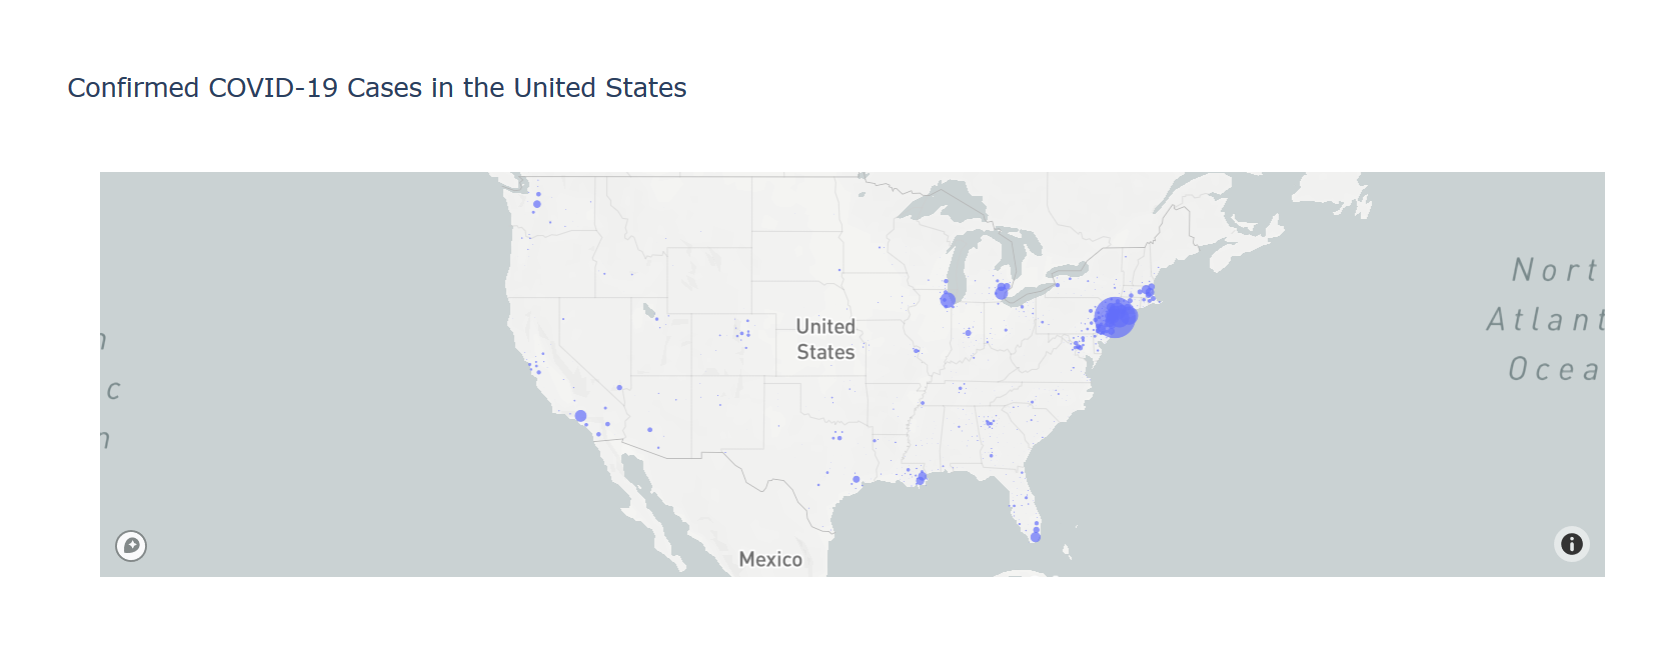 Confirmed COVID-19 Cases in the United States
Nort
Atlant
Ocea
n
c
n
United
States
Mexico